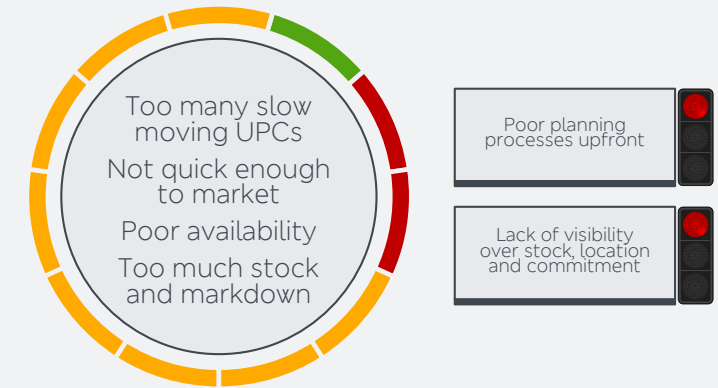 Too many slow
moving UPCs
Not quick enough
to market
Poor availability
Too much stock
and markdown
Poor planning
processes upfront
Lack of visibility
over stock, location
and commitment